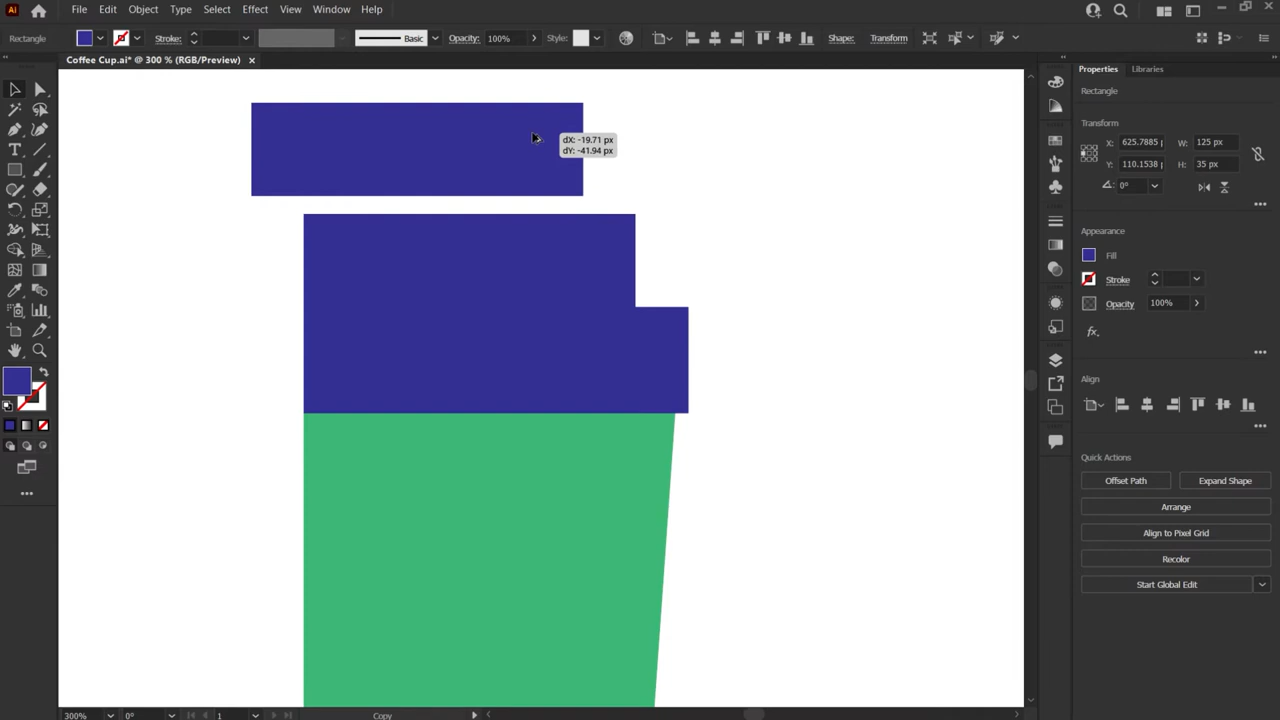 Ai File Edit Object Type Select Effect View Window Help
Rectangle Stroke: Basic Opacity: 100% Style: Shape: Transform
Coffee Cup.ai* @ 300 % (RGB/Preview) ×
Properties Libraries
Rectangle
Transform
X: 625.7885 p W: 125 px
Y: 110.1538 p H: 35 px
0°
dX: -19.71 px
dY: -41.94 px
Appearance
Fill
Stroke
Opacity 100%
fx
Align
Quick Actions
Offset Path Expand Shape
Arrange
Align to Pixel Grid
Recolor
Start Global Edit
300% 0° 1 Copy